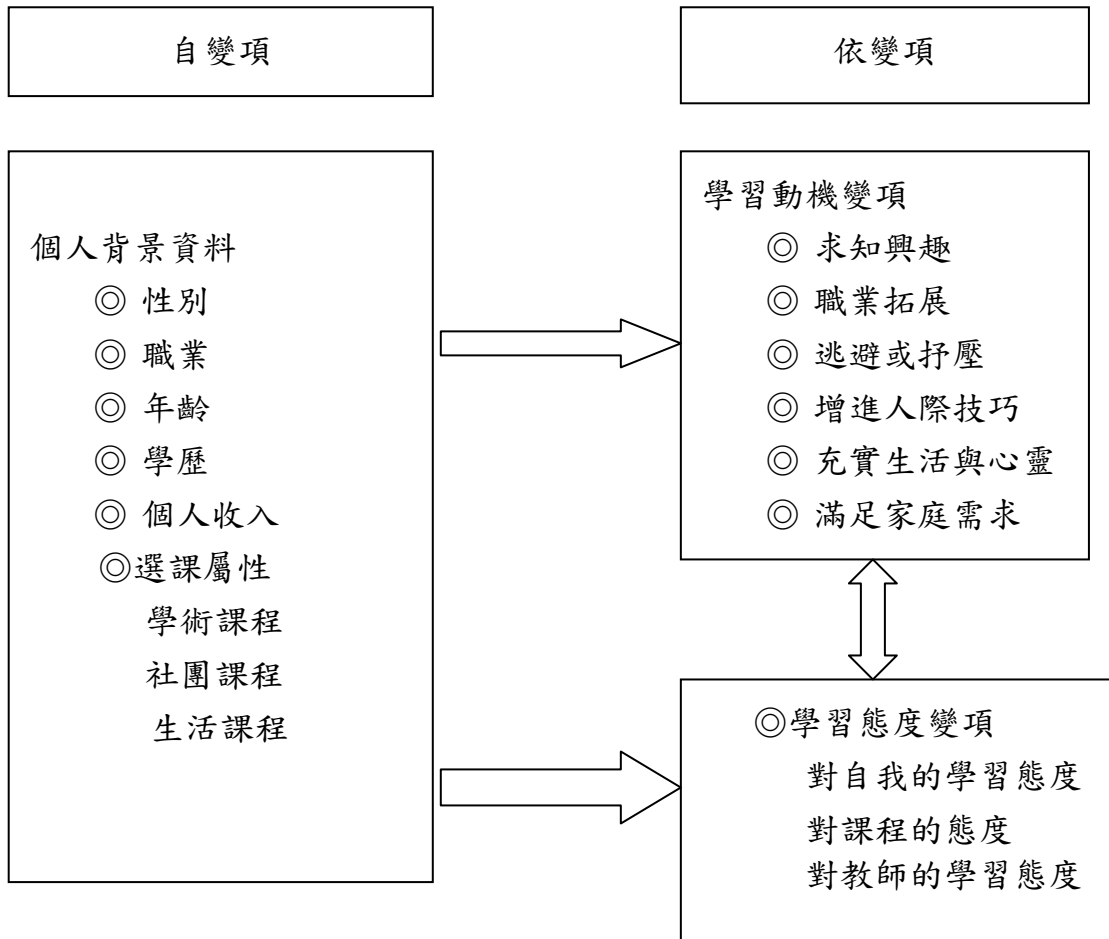 自變項
依變項
個人背景資料
◎ 性別
◎ 職業
◎ 年齡
◎ 學歷
◎ 個人收入
◎選課屬性
學術課程
社團課程
生活課程
學習動機變項
◎ 求知興趣
◎ 職業拓展
◎ 逃避或抒壓
◎ 增進人際技巧
◎ 充實生活與心靈
◎ 滿足家庭需求
◎學習態度變項
對自我的學習態度
對課程的態度
對教師的學習態度